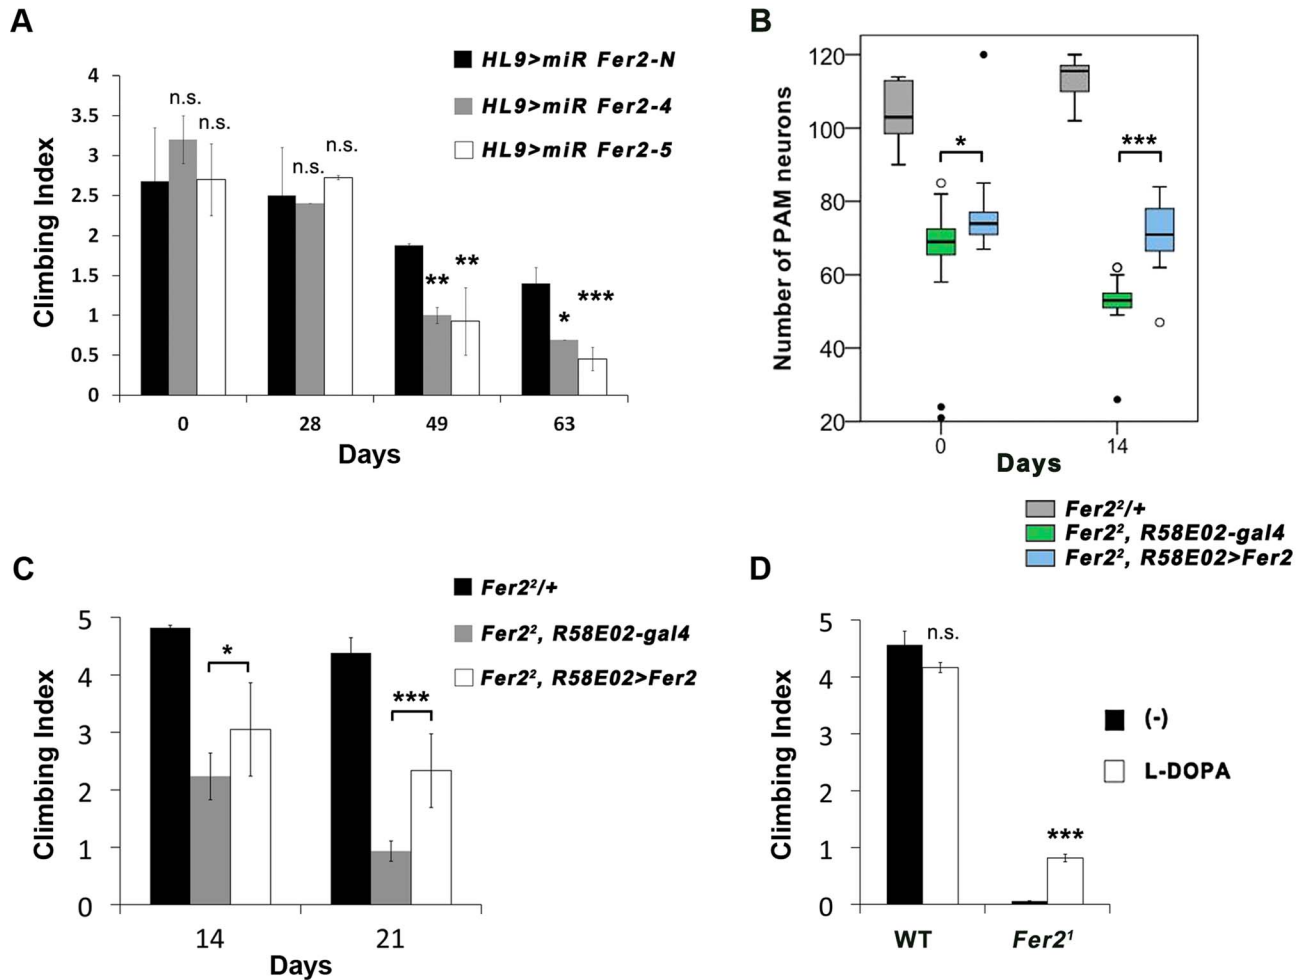 A
HL9>miR Fer2-N
HL9>miR Fer2-4
HL9>miR Fer2-5
Climbing Index
4
3.5
3
2.5
2
1.5
1
0.5
0
n.s.
n.s.
n.s.
n.s.
**
**
*
***
0 28 49 63
Days
B
Number of PAM neurons
120
100
80
60
40
20
*
***
0 14
Days
Fer2²/+
Fer2², R58E02-gal4
Fer2², R58E02>Fer2
C
Fer2²/+
Fer2², R58E02-gal4
Fer2², R58E02>Fer2
Climbing Index
5
4
3
2
1
0
*
***
14 21
Days
D
Climbing Index
5
4
3
2
1
0
n.s.
***
(-)
L-DOPA
WT Fer2¹